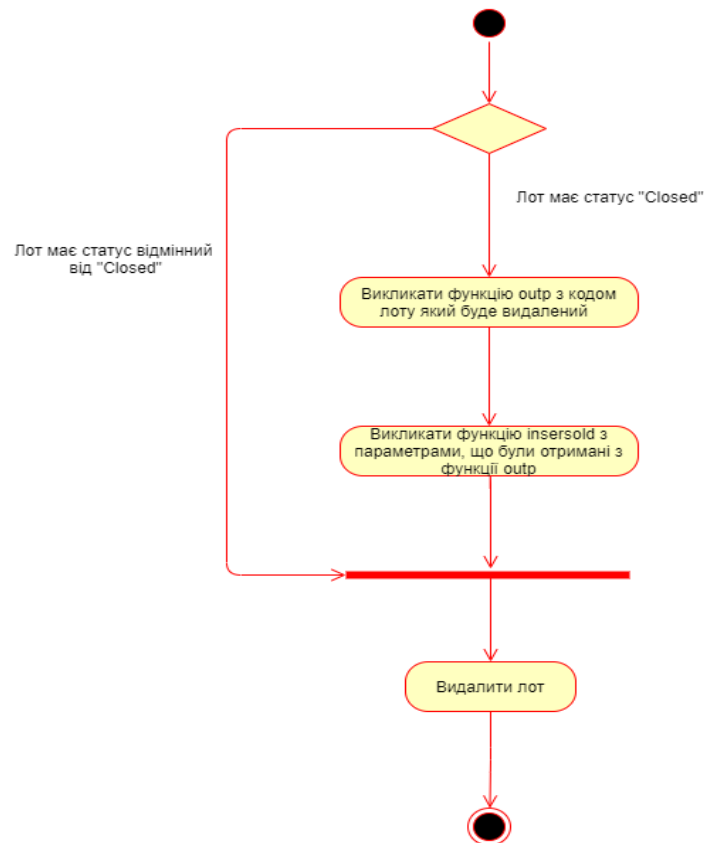 Лот має статус "Closed"
Лот має статус відмінний
від "Closed"
Викликати функцію outp з кодом
лоту який буде видалений
Викликати функцію insersold з
параметрами, що були отримані з
функції outp
Видалити лот